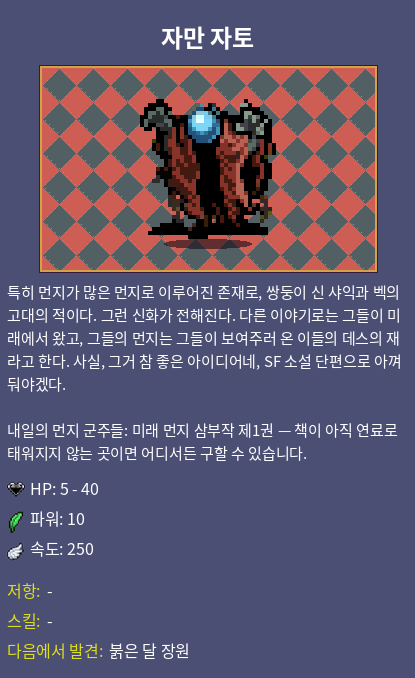 자만 자토
특히 먼지가 많은 먼지로 이루어진 존재로, 쌍둥이 신 샤익과 벡의
고대의 적이다. 그런 신화가 전해진다. 다른 이야기로는 그들이 미
래에서 왔고, 그들의 먼지는 그들이 보여주러 온 이들의 데스의 재
라고 한다. 사실, 그거 참 좋은 아이디어네, SF 소설 단편으로 아껴
둬야겠다.
내일의 먼지 군주들: 미래 먼지 삼부작 제1권 — 책이 아직 연료로
태워지지 않는 곳이면 어디서든 구할 수 있습니다.
HP: 5 - 40
파워: 10
속도: 250
저항: -
스킬: -
다음에서 발견: 붉은 달 장원